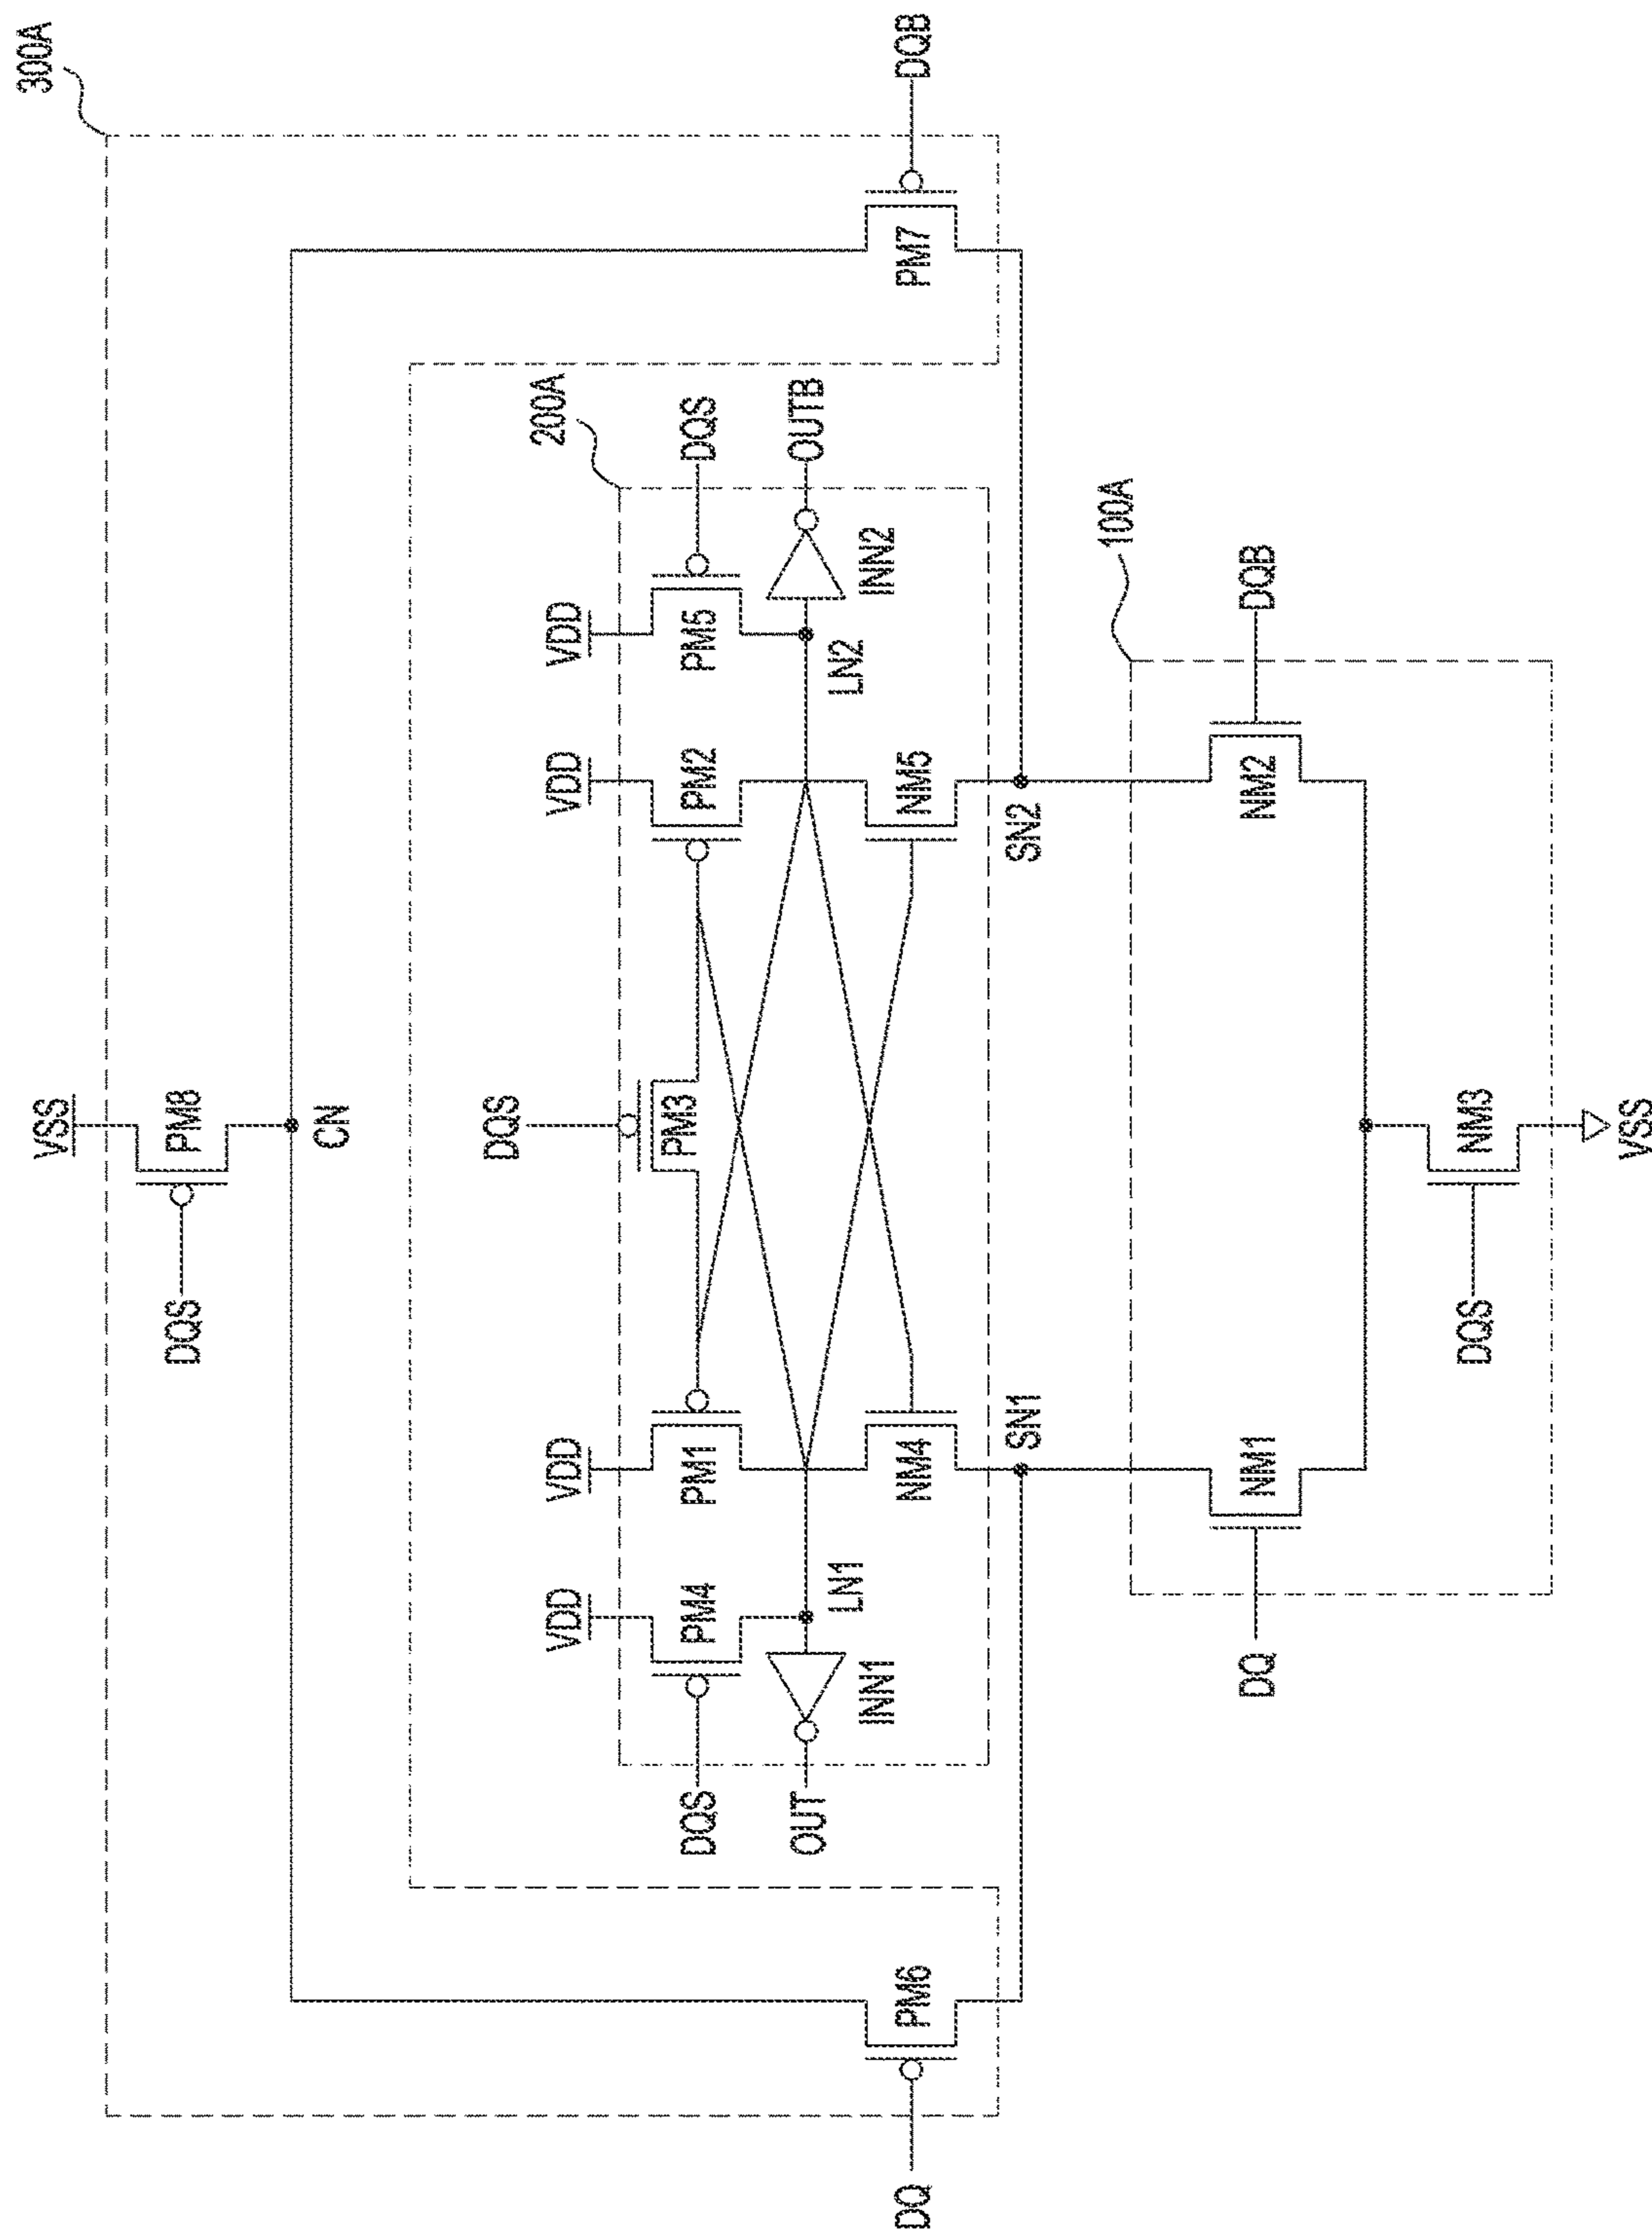 300A
VSS
DQS
PM8
CN
200A
DQS
VDD
VDD
VDD
VDD
DQS
PM4
PM1
PM3
PM2
PM5
DQS
OUT
LN1
LN2
OUTB
INN1
INN2
DQ
PM6
NM4
NM5
PM7
DQB
SN1
SN2
100A
DQ
NM1
NM2
DQB
DQS
NM3
VSS